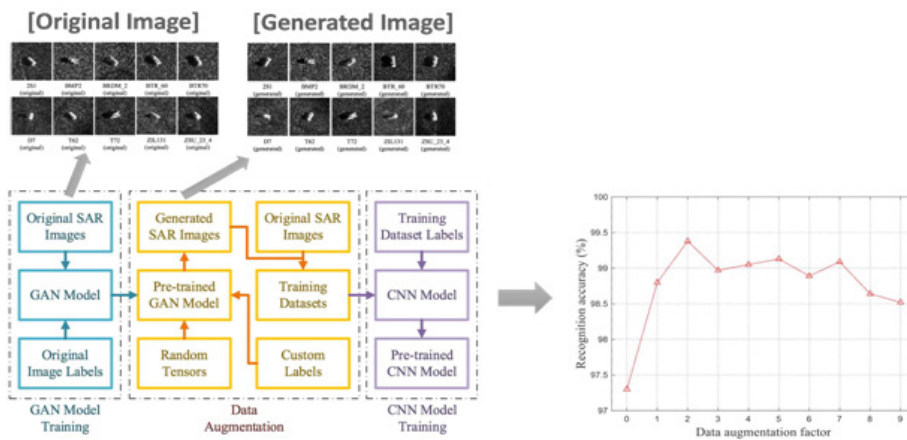 [Original Image]
[Generated Image]
2S1 BMP2 BRDM_2 BTR_60 BTR70
(original) (original) (original) (original) (original)
D7 T62 T72 ZIL131 ZSU_23_4
(original) (original) (original) (original) (original)
2S1 BMP2 BRDM_2 BTR_60 BTR70
(generated) (generated) (generated) (generated) (generated)
D7 T62 T72 ZIL131 ZSU_23_4
(generated) (generated) (generated) (generated) (generated)
Original SAR
Images
GAN Model
Original
Image Labels
GAN Model
Training
Generated
SAR Images
Original SAR
Images
Pre-trained
GAN Model
Training
Datasets
Random
Tensors
Custom
Labels
Data
Augmentation
Training
Dataset Labels
CNN Model
Pre-trained
CNN Model
CNN Model
Training
Recognition accuracy (%)
100
99.5
99
98.5
98
97.5
97
0 1 2 3 4 5 6 7 8 9
Data augmentation factor